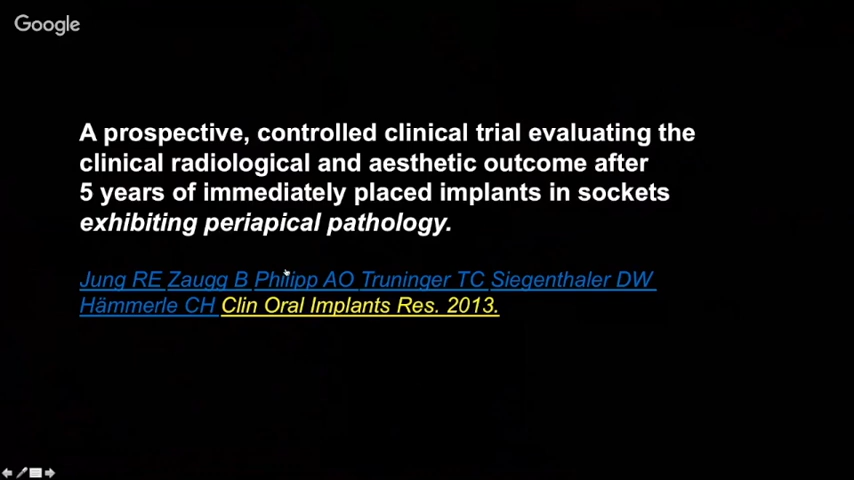 Google
A prospective, controlled clinical trial evaluating the
clinical radiological and aesthetic outcome after
5 years of immediately placed implants in sockets
exhibiting periapical pathology.
Jung RE Zaugg B Philipp AO Truninger TC Siegenthaler DW
Hämmerle CH Clin Oral Implants Res. 2013.